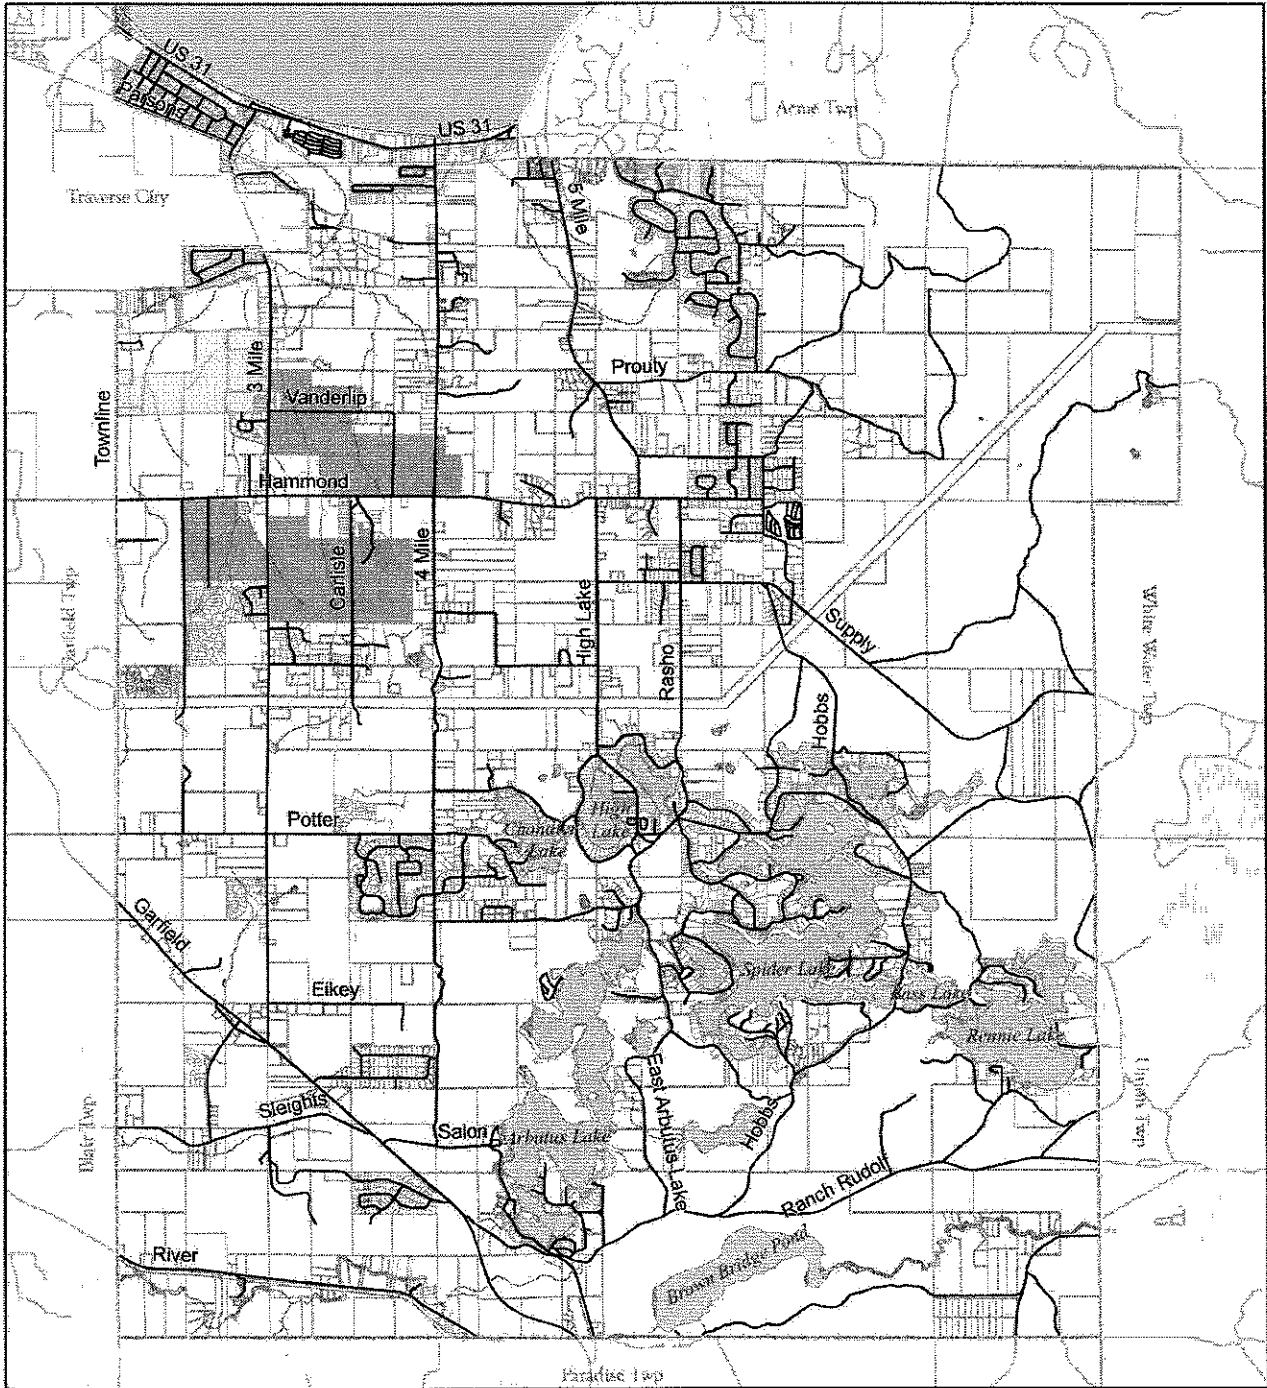 US 31
Parsons
US 31
Acme Twp
Traverse City
5 Mile
3 Mile
Prouty
Vanderlip
Townline
Hammond
4 Mile
Carlisle
High Lake
Rasho
Garfield Twp
White Water Twp
Supply
Hobbs
Potter
High
Lake
Chandler
Lake
Garfield
Spider Lake
Elkey
Bass Lake
Rennie Lake
East Arbutus Lake
Union Twp
Sleights
Blair Twp
Salon
Arbutus Lake
Hobbs
Ranch Rudolf
River
Brown Bridge Pond
Paradise Twp